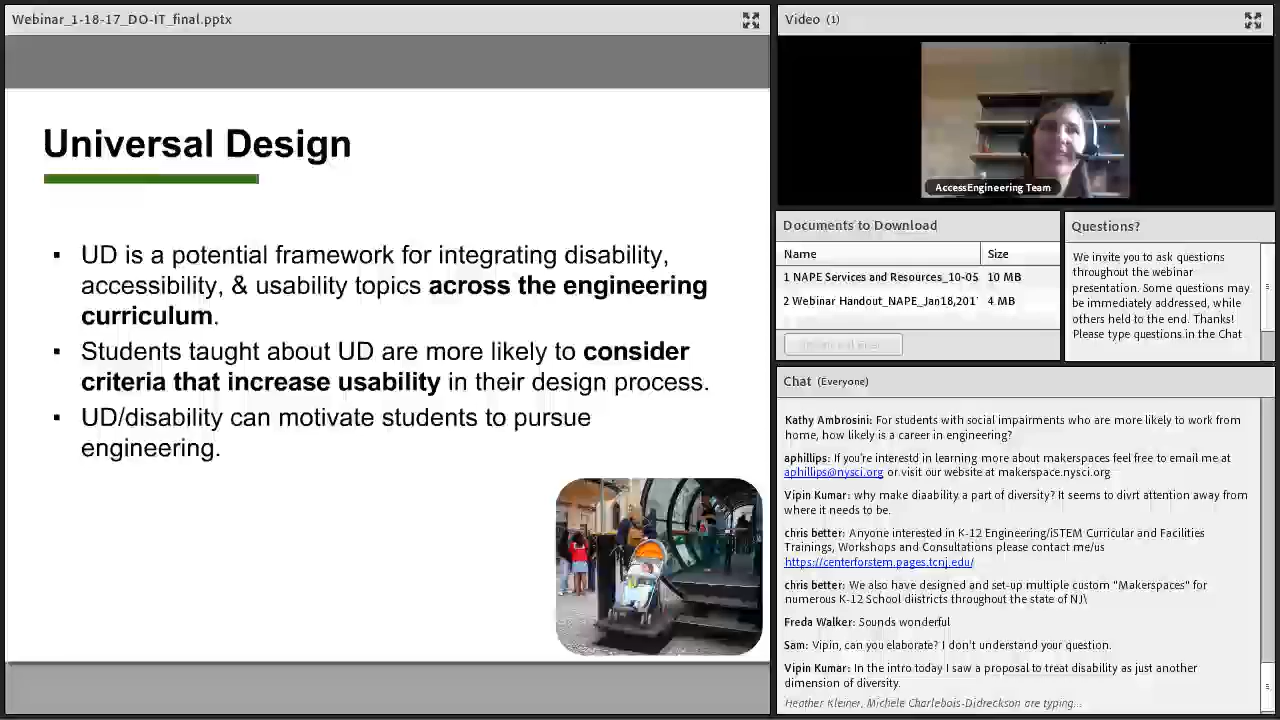 Webinar_1-18-17_DO-IT_final.pptx
Universal Design
▪ UD is a potential framework for integrating disability,
accessibility, & usability topics across the engineering
curriculum.
▪ Students taught about UD are more likely to consider
criteria that increase usability in their design process.
▪ UD/disability can motivate students to pursue
engineering.
Video (1)
AccessEngineering Team
Documents to Download
Name Size
1 NAPE Services and Resources_10-05 10 MB
2 Webinar Handout_NAPE_Jan18,201 4 MB
Questions?
We invite you to ask questions
throughout the webinar
presentation. Some questions may
be immediately addressed, while
others held to the end. Thanks!
Please type questions in the Chat
Chat (Everyone)
Kathy Ambrosini: For students with social impairments who are more likely to work from
home, how likely is a career in engineering?
aphillips: If you're interestd in learning more about makerspaces feel free to email me at
aphillips@nysci.org or visit our website at makerspace.nysci.org
Vipin Kumar: why make diaability a part of diversity? It seems to divrt attention away from
where it needs to be.
chris better: Anyone interested in K-12 Engineering/iSTEM Curricular and Facilities
Trainings, Workshops and Consultations please contact me/us
https://centerforstem.pages.tcnj.edu/
chris better: We also have designed and set-up multiple custom "Makerspaces" for
numerous K-12 School diistricts throughout the state of NJ\
Freda Walker: Sounds wonderful
Sam: Vipin, can you elaborate? I don't understand your question.
Vipin Kumar: In the intro today I saw a proposal to treat disability as just another
dimension of diversity.
Heather Kleiner, Michele Charlebois-Didreckson are typing...